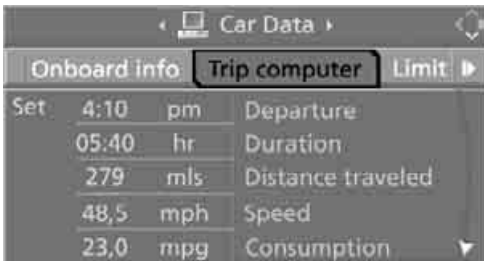 Car Data
Onboard info Trip computer Limit
Set 4:10 pm Departure
05:40 hr Duration
279 mls Distance traveled
48,5 mph Speed
23,0 mpg Consumption